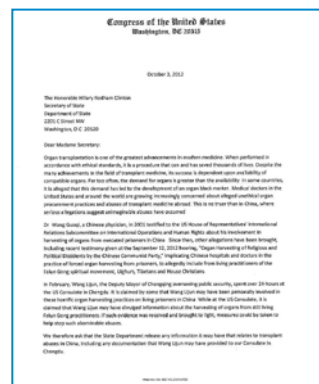 Congress of the United States
Washington, DC 20515
October 3, 2012
The Honorable Hillary Rodham Clinton
Secretary of State
Department of State
2201 C Street NW
Washington, D.C. 20520
Dear Madame Secretary:
Organ transplantation is one of the greatest advancements in modern medicine. When performed in
accordance with ethical standards, it is a procedure that can and has saved thousands of lives. Despite the
many advancements in the field of transplant medicine, its success is dependent upon availability of
compatible organs. Far too often, the demand for organs is greater than the availability. In some countries,
it is alleged that this demand has led to the development of an organ black market. Medical doctors in the
United States and around the world are growing increasingly concerned about alleged unethical organ
procurement practices and abuses of transplant medicine abroad. This is no truer than in China, where
serious allegations suggest unimaginable abuses have occurred.
Dr. Wang Guoqi, a Chinese physician, in 2001 testified to the US House of Representatives' International
Relations Subcommittee on International Operations and Human Rights about his involvement in
harvesting of organs from executed prisoners in China. Since then, other allegations have been brought,
including recent testimony given at the September 12, 2012 hearing, "Organ Harvesting of Religious and
Political Dissidents by the Chinese Communist Party," implicating Chinese hospitals and doctors in the
practice of forced organ harvesting from prisoners, to allegedly include from living practitioners of the
Falun Gong spiritual movement, Uighurs, Tibetans and House Christians.
In February, Wang Lijun, the Deputy Mayor of Chongqing overseeing public security, spent over 24 hours at
the US Consulate in Chengdu. It is claimed by some that Wang Lijun may have been personally involved in
these horrific organ harvesting practices on living prisoners in China. While at the US Consulate, it is
claimed that Wang Lijun may have divulged information about the harvesting of organs from still living
Falun Gong practitioners. If such evidence was received and brought to light, measures could be taken to
help stop such abominable abuses.
We therefore ask that the State Department release any information it may have that relates to transplant
abuses in China, including any documentation that Wang Lijun may have provided to our Consulate in
Chengdu.